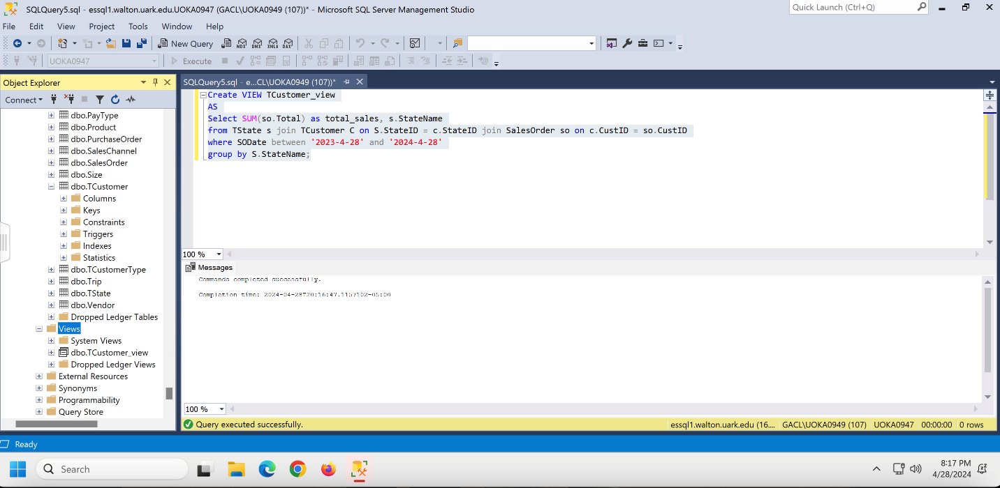 SQLQuery5.sql - essql1.walton.uark.edu.UOKA0947 (GACL\UOKA0949 (107))* - Microsoft SQL Server Management Studio
Quick Launch (Ctrl+Q)
File Edit View Project Tools Window Help
New Query MDX DMX XMLA DAX
UOKA0947 Execute
Object Explorer
SQLQuery5.sql - e...CL\UOKA0949 (107))*
Connect
dbo.PayType
dbo.Product
dbo.PurchaseOrder
dbo.SalesChannel
dbo.SalesOrder
dbo.Size
dbo.TCustomer
Columns
Keys
Constraints
Triggers
Indexes
Statistics
dbo.TCustomerType
dbo.Trip
dbo.TState
dbo.Vendor
Dropped Ledger Tables
Views
System Views
dbo.TCustomer_view
Dropped Ledger Views
External Resources
Synonyms
Programmability
Query Store
Create VIEW TCustomer_view
AS
Select SUM(so.Total) as total_sales, s.StateName
from TState s join TCustomer C on S.StateID = c.StateID join SalesOrder so on c.CustID = so.CustID
where SODate between '2023-4-28' and '2024-4-28'
group by S.StateName;
100 %
Messages
Commands completed successfully.
Completion time: 2024-04-28T20:16:47.1157102-05:00
100 %
Query executed successfully.
essql1.walton.uark.edu (16.... GACL\UOKA0949 (107) UOKA0947 00:00:00 0 rows
Ready
Search
8:17 PM
4/28/2024